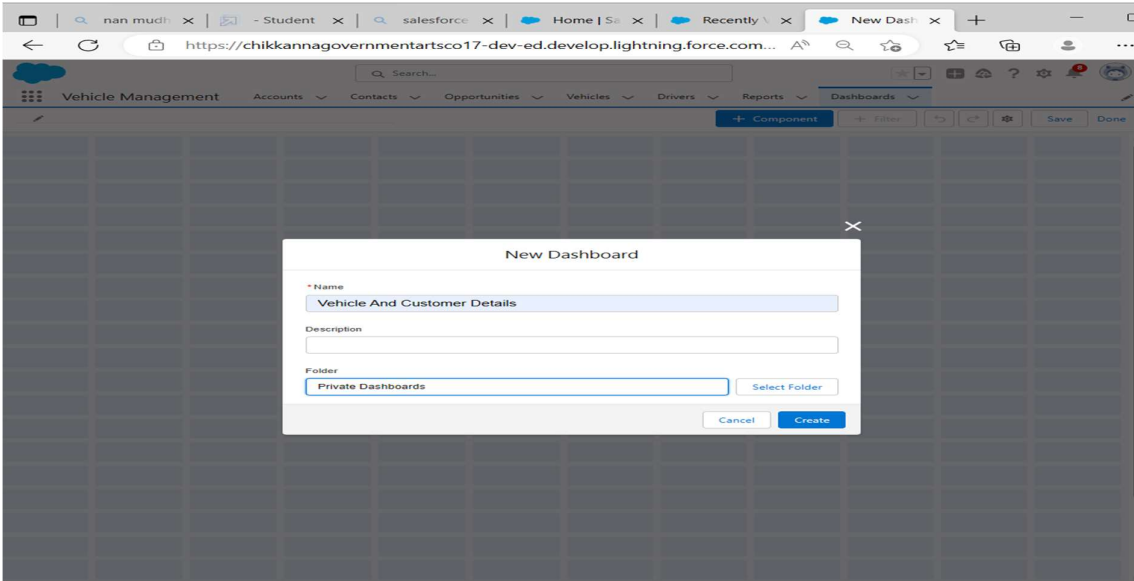 nan mudh - Student salesforce Home | Sa Recently \ New Dash
https://chikkannagovernmentartsco17-dev-ed.develop.lightning.force.com...
Search...
Vehicle Management Accounts Contacts Opportunities Vehicles Drivers Reports Dashboards
+ Component + Filter Save Done
New Dashboard
* Name
Vehicle And Customer Details
Description
Folder
Private Dashboards Select Folder
Cancel Create